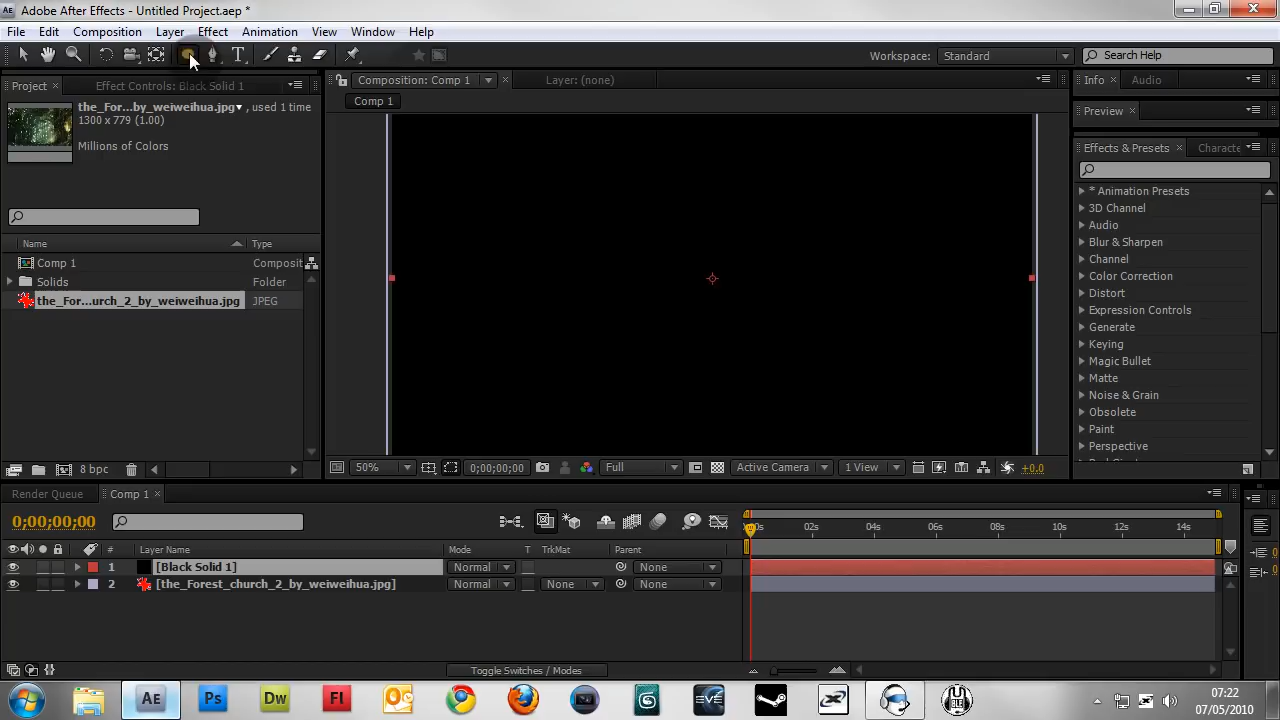 Adobe After Effects - Untitled Project.aep *
File Edit Composition Layer Effect Animation View Window Help
Workspace: Standard Search Help
Project Effect Controls: Black Solid 1 Composition: Comp 1 Layer: (none) Info Audio
the_For...by_weiweihua.jpg , used 1 time
1300 x 779 (1.00)
Millions of Colors
Comp 1
Preview
Effects & Presets Characte
* Animation Presets
3D Channel
Audio
Blur & Sharpen
Channel
Color Correction
Distort
Expression Controls
Generate
Keying
Magic Bullet
Matte
Noise & Grain
Obsolete
Paint
Perspective
Name Type
Comp 1 Composit
Solids Folder
the_For...urch_2_by_weiweihua.jpg JPEG
8 bpc
50% 0;00;00;00 Full Active Camera 1 View +0.0
Render Queue Comp 1
0;00;00;00
02s 04s 06s 08s 10s 12s 14s
# Layer Name Mode T TrkMat Parent
1 [Black Solid 1] Normal None
2 [the_Forest_church_2_by_weiweihua.jpg] Normal None None
Toggle Switches / Modes
Ae Ps Dw Fl
07:22
07/05/2010